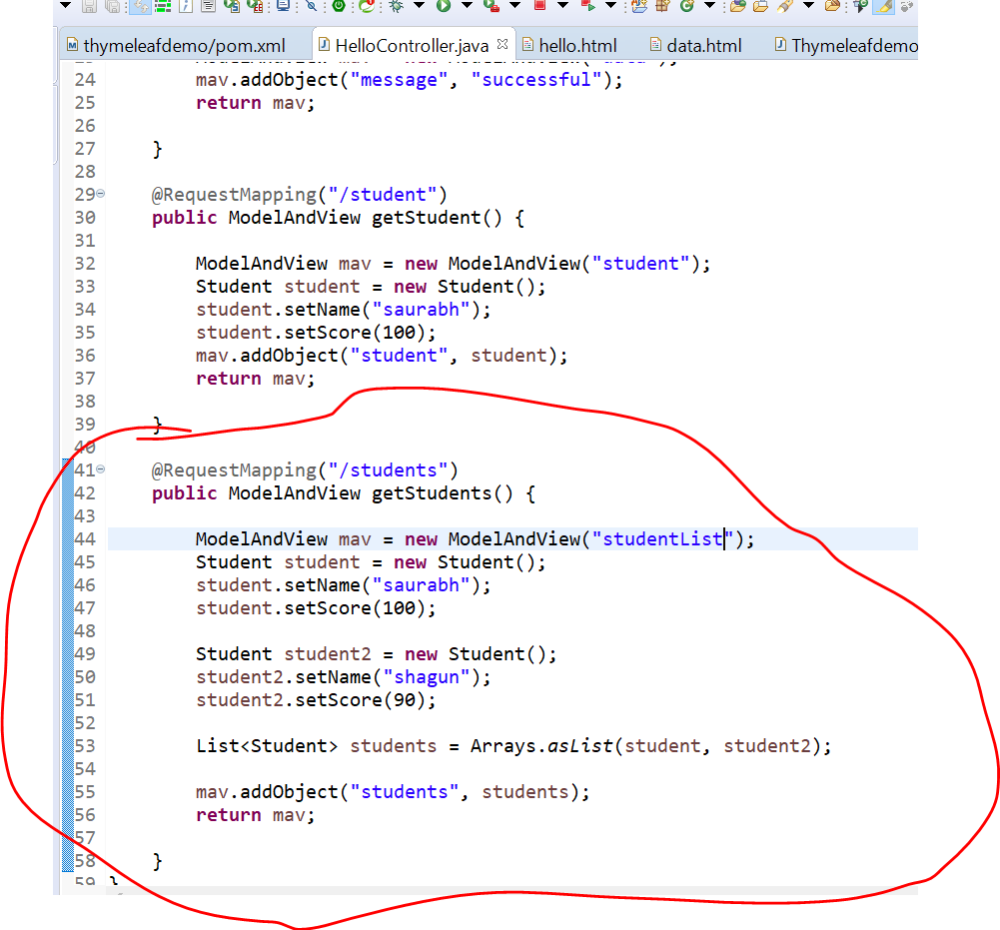 thymeleafdemo/pom.xml HelloController.java hello.html data.html Thymeleafdemo
24 mav.addObject("message", "successful");
25 return mav;
26
27 }
28
29 @RequestMapping("/student")
30 public ModelAndView getStudent() {
31
32 ModelAndView mav = new ModelAndView("student");
33 Student student = new Student();
34 student.setName("saurabh");
35 student.setScore(100);
36 mav.addObject("student", student);
37 return mav;
38
39 }
40
41 @RequestMapping("/students")
42 public ModelAndView getStudents() {
43
44 ModelAndView mav = new ModelAndView("studentList");
45 Student student = new Student();
46 student.setName("saurabh");
47 student.setScore(100);
48
49 Student student2 = new Student();
50 student2.setName("shagun");
51 student2.setScore(90);
52
53 List<Student> students = Arrays.asList(student, student2);
54
55 mav.addObject("students", students);
56 return mav;
57
58 }
59 }